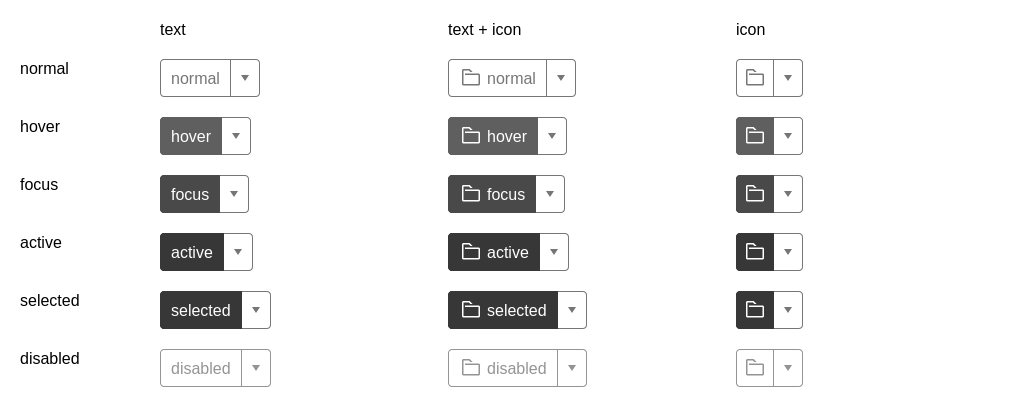 text text + icon icon
normal normal normal
hover hover hover
focus focus focus
active active active
selected selected selected
disabled disabled disabled